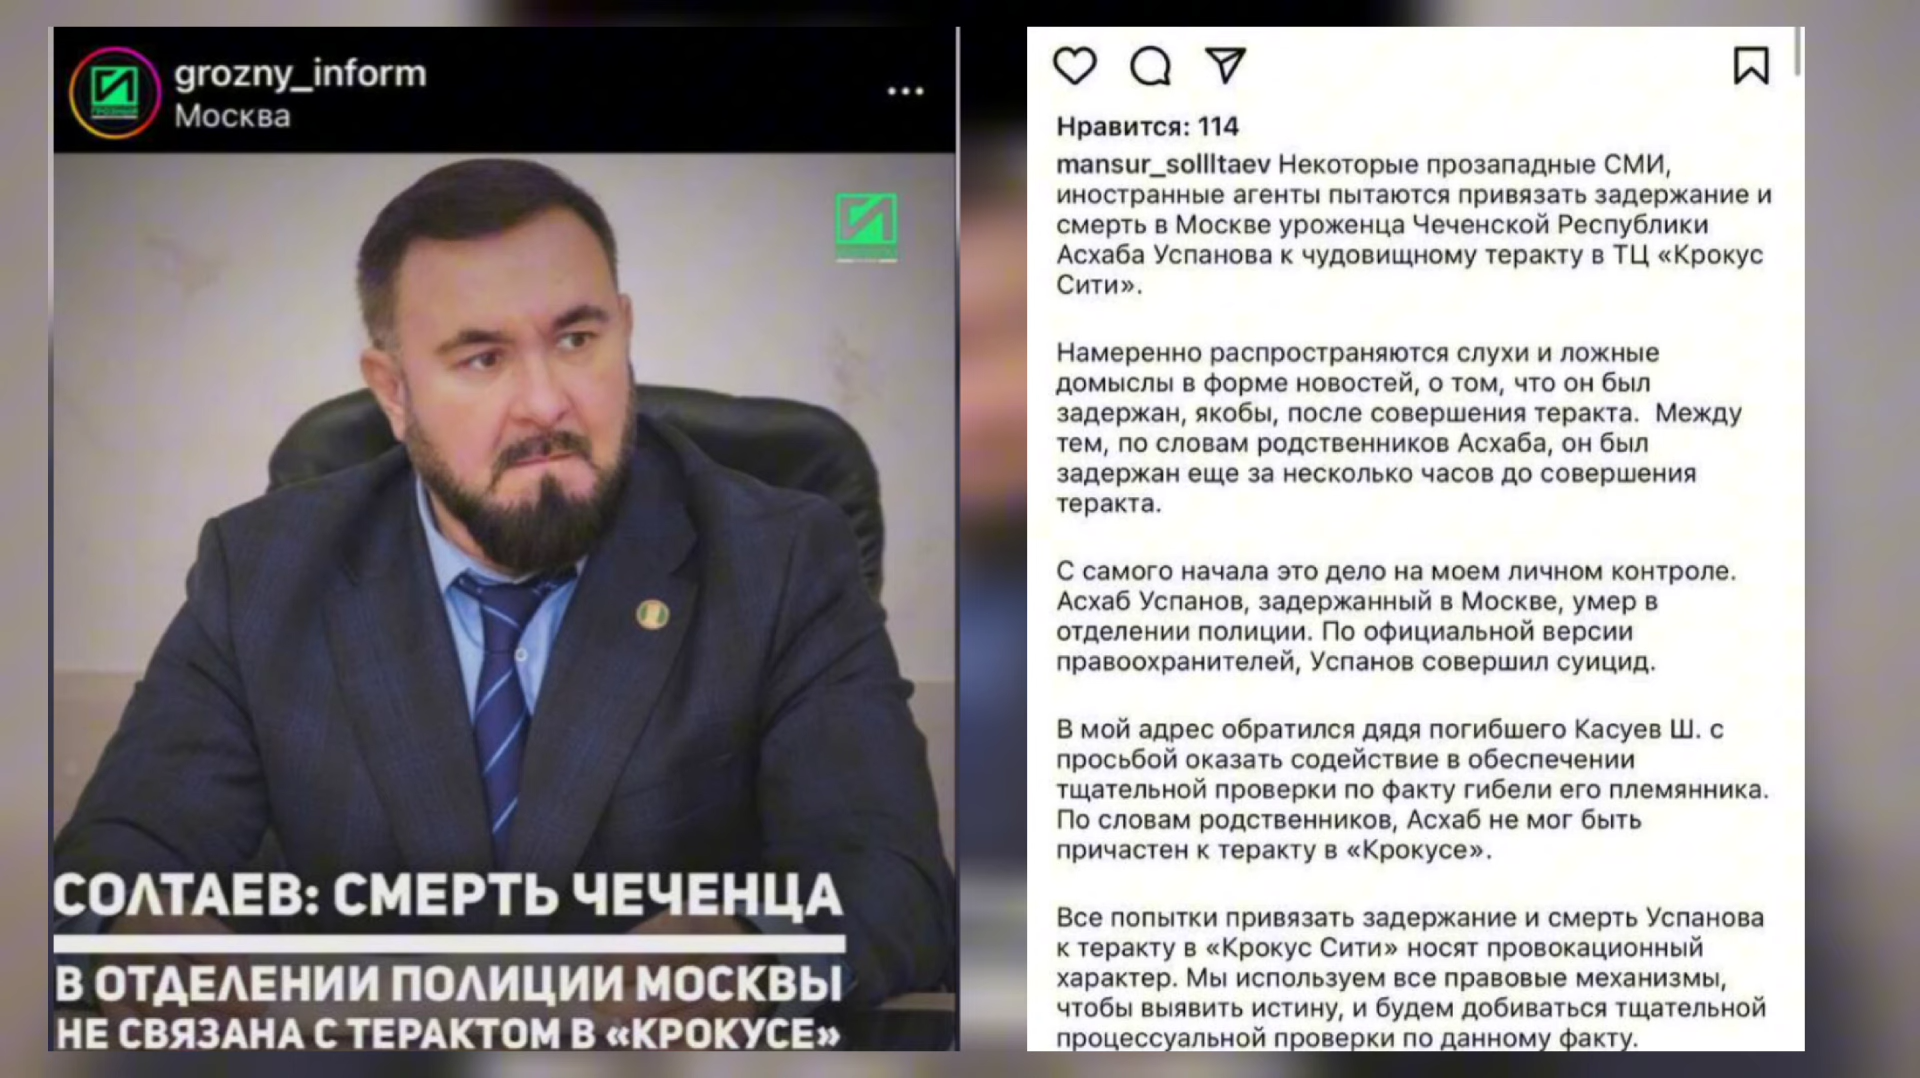 grozny_inform
Москва
СОЛТАЕВ: СМЕРТЬ ЧЕЧЕНЦА
В ОТДЕЛЕНИИ ПОЛИЦИИ МОСКВЫ
НЕ СВЯЗАНА С ТЕРАКТОМ В «КРОКУСЕ»
Нравится: 114
mansur_sollltaev Некоторые прозападные СМИ,
иностранные агенты пытаются привязать задержание и
смерть в Москве уроженца Чеченской Республики
Асхаба Успанова к чудовищному теракту в ТЦ «Крокус
Сити».
Намеренно распространяются слухи и ложные
домыслы в форме новостей, о том, что он был
задержан, якобы, после совершения теракта. Между
тем, по словам родственников Асхаба, он был
задержан еще за несколько часов до совершения
теракта.
С самого начала это дело на моем личном контроле.
Асхаб Успанов, задержанный в Москве, умер в
отделении полиции. По официальной версии
правоохранителей, Успанов совершил суицид.
В мой адрес обратился дядя погибшего Касуев Ш. с
просьбой оказать содействие в обеспечении
тщательной проверки по факту гибели его племянника.
По словам родственников, Асхаб не мог быть
причастен к теракту в «Крокусе».
Все попытки привязать задержание и смерть Успанова
к теракту в «Крокус Сити» носят провокационный
характер. Мы используем все правовые механизмы,
чтобы выявить истину, и будем добиваться тщательной
процессуальной проверки по данному факту.